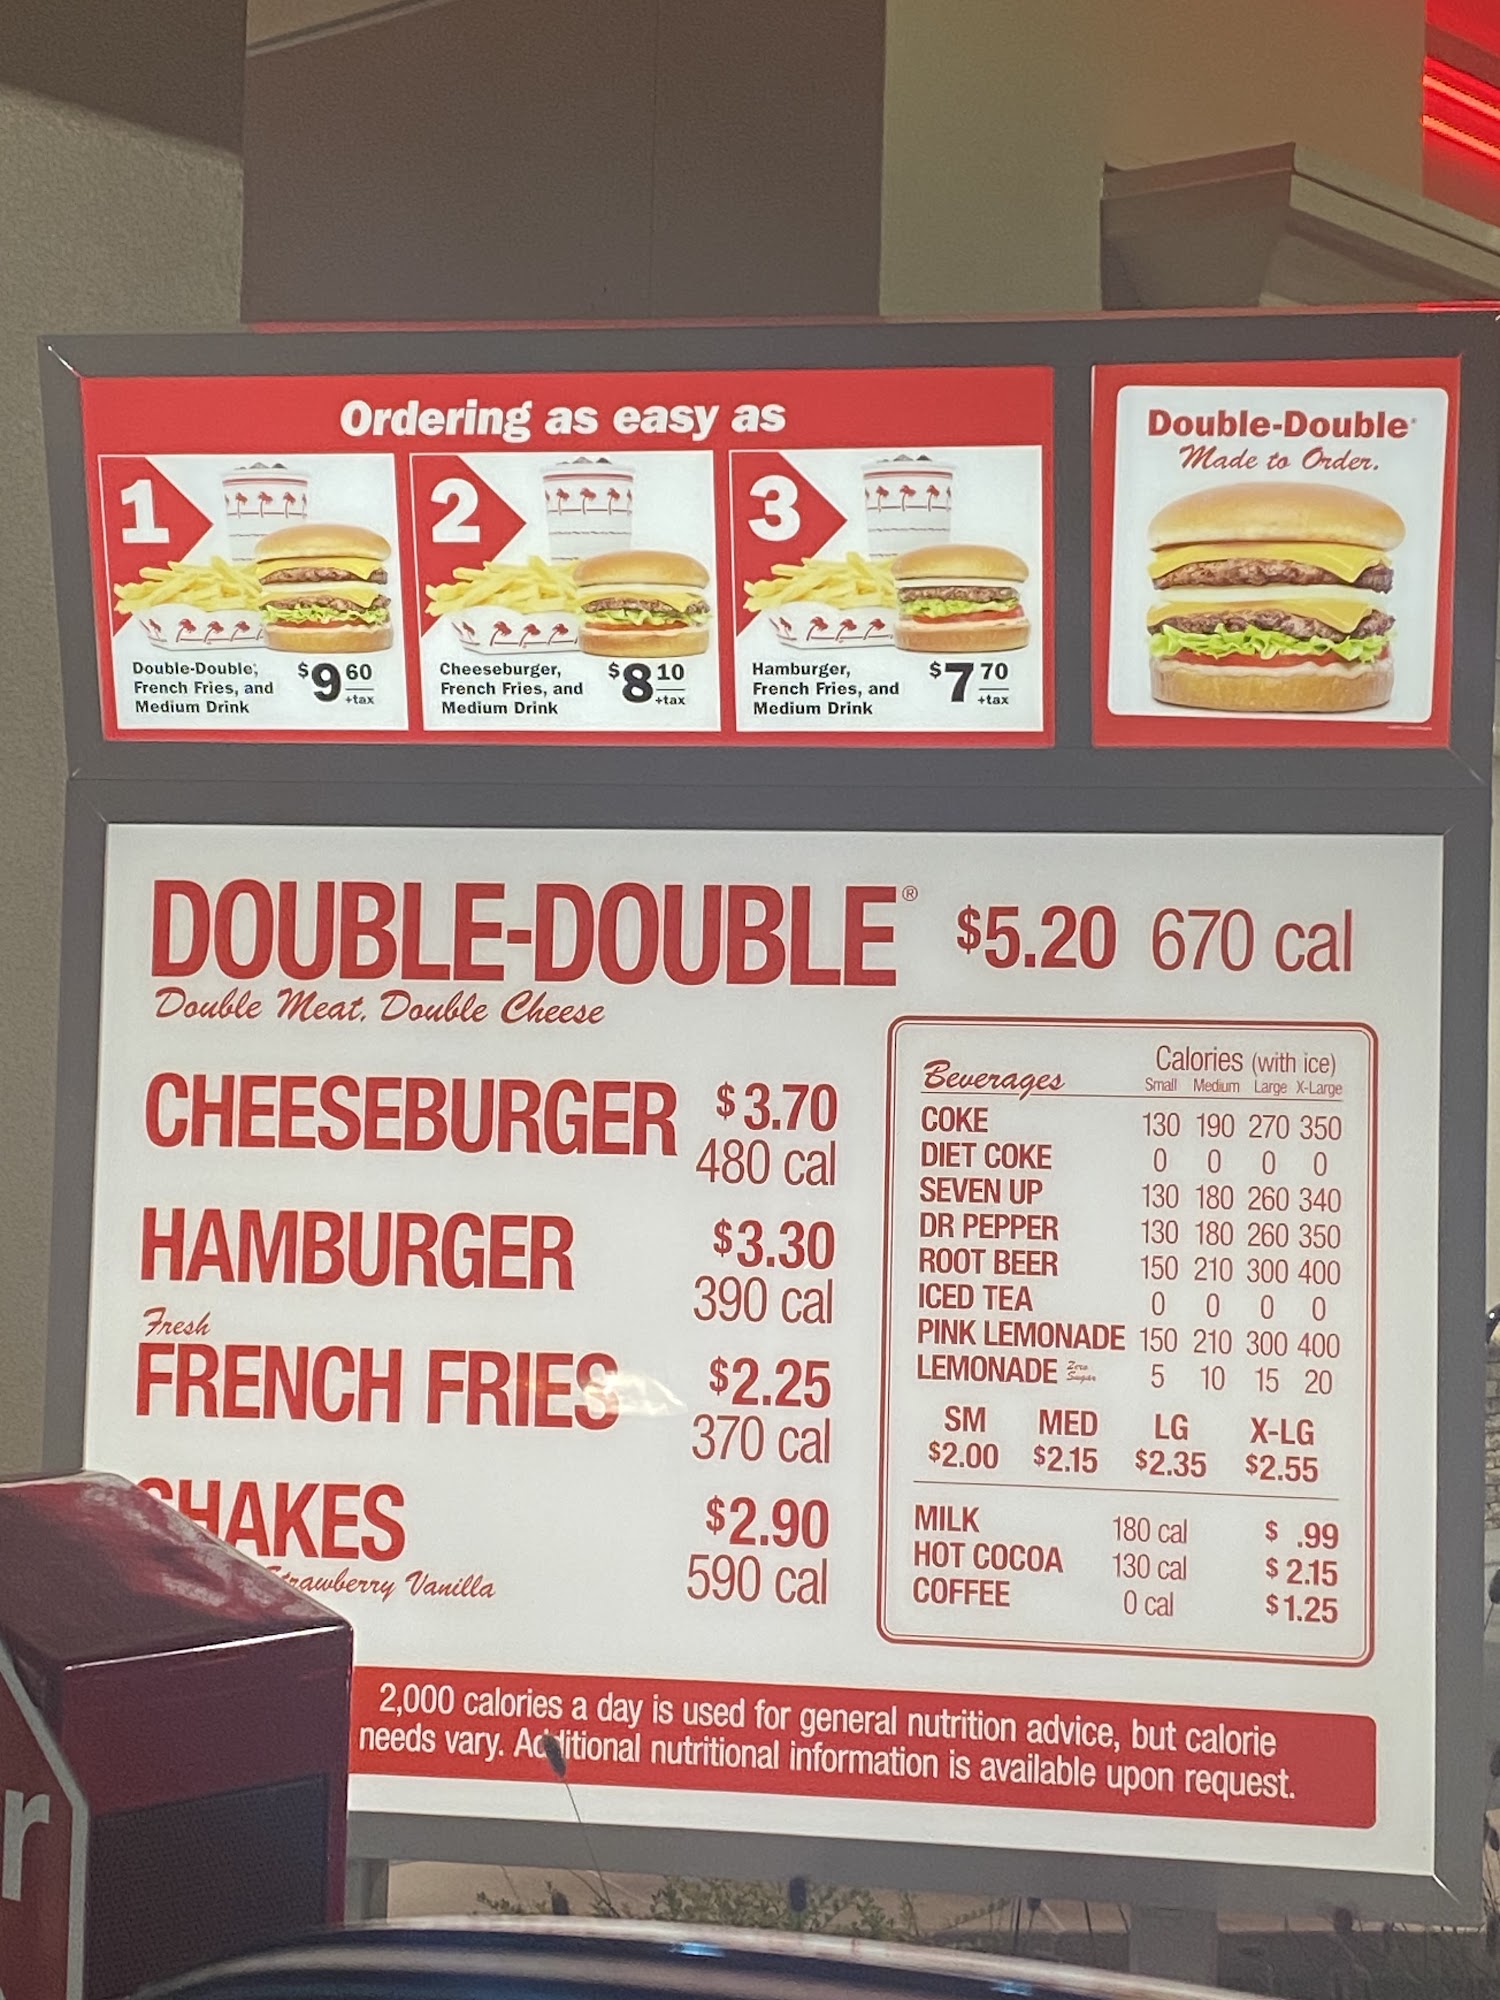 Ordering as easy as
1
Double-Double®,
French Fries, and
Medium Drink
$9 60
+tax
2
Cheeseburger,
French Fries, and
Medium Drink
$8 10
+tax
3
Hamburger,
French Fries, and
Medium Drink
$7 70
+tax
Double-Double®
Made to Order.
DOUBLE-DOUBLE® $5.20 670 cal
Double Meat, Double Cheese
CHEESEBURGER $3.70
480 cal
HAMBURGER $3.30
390 cal
Fresh
FRENCH FRIES $2.25
370 cal
SHAKES $2.90
Strawberry Vanilla 590 cal
Beverages Calories (with ice)
Small Medium Large X-Large
COKE 130 190 270 350
DIET COKE 0 0 0 0
SEVEN UP 130 180 260 340
DR PEPPER 130 180 260 350
ROOT BEER 150 210 300 400
ICED TEA 0 0 0 0
PINK LEMONADE 150 210 300 400
LEMONADE Zero Sugar 5 10 15 20
SM MED LG X-LG
$2.00 $2.15 $2.35 $2.55
MILK 180 cal $ .99
HOT COCOA 130 cal $2.15
COFFEE 0 cal $1.25
2,000 calories a day is used for general nutrition advice, but calorie
needs vary. Additional nutritional information is available upon request.
r